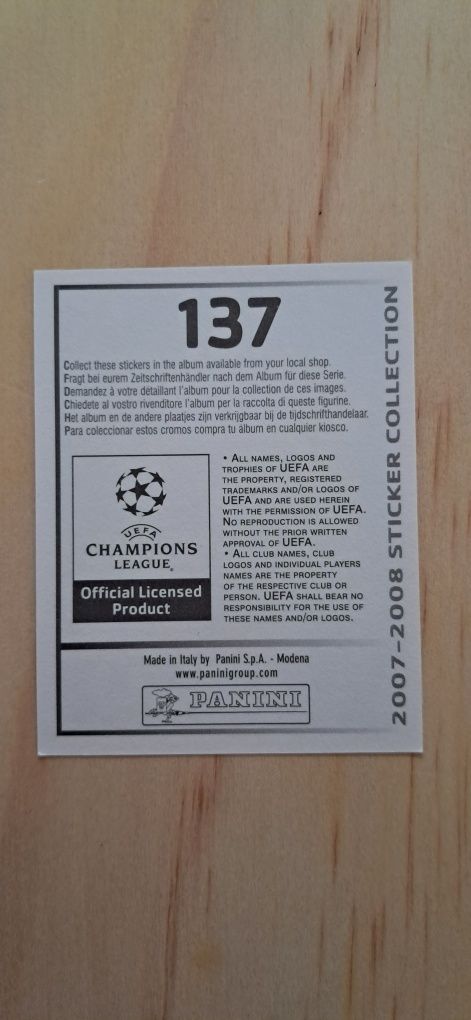 137
Collect these stickers in the album available from your local shop.
Fragt bei eurem Zeitschriftenhändler nach dem Album für diese Serie.
Demandez à votre détaillant l'album pour la collection de ces images.
Chiedete al vostro rivenditore l'album per la raccolta di queste figurine.
Het album en de andere plaatjes zijn verkrijgbaar bij de tijdschrifthandelaar.
Para coleccionar estos cromos compra tu álbum en cualquier kiosco.
UEFA
CHAMPIONS
LEAGUE®
Official Licensed
Product
• ALL NAMES, LOGOS AND
TROPHIES OF UEFA ARE
THE PROPERTY, REGISTERED
TRADEMARKS AND/OR LOGOS OF
UEFA AND ARE USED HEREIN
WITH THE PERMISSION OF UEFA.
NO REPRODUCTION IS ALLOWED
WITHOUT THE PRIOR WRITTEN
APPROVAL OF UEFA.
• ALL CLUB NAMES, CLUB
LOGOS AND INDIVIDUAL PLAYERS
NAMES ARE THE PROPERTY
OF THE RESPECTIVE CLUB OR
PERSON. UEFA SHALL BEAR NO
RESPONSIBILITY FOR THE USE OF
THESE NAMES AND/OR LOGOS.
Made in Italy by Panini S.p.A. - Modena
www.paninigroup.com
PANINI
2007-2008 STICKER COLLECTION